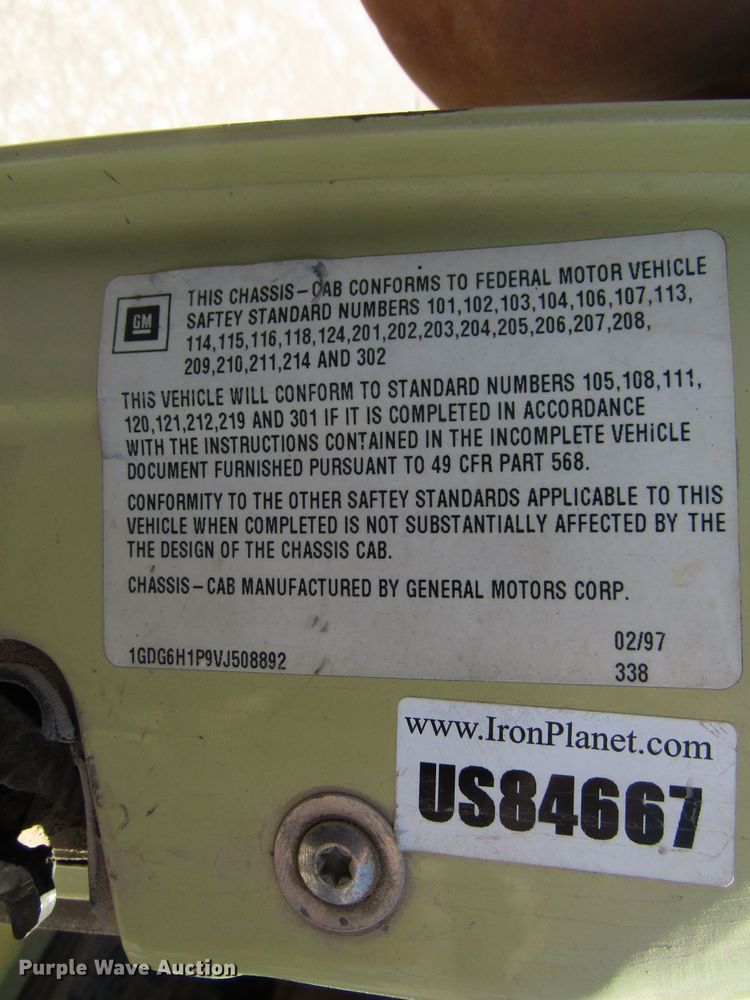 GM
THIS CHASSIS-CAB CONFORMS TO FEDERAL MOTOR VEHICLE
SAFTEY STANDARD NUMBERS 101,102,103,104,106,107,113,
114,115,116,118,124,201,202,203,204,205,206,207,208,
209,210,211,214 AND 302
THIS VEHICLE WILL CONFORM TO STANDARD NUMBERS 105,108,111,
120,121,212,219 AND 301 IF IT IS COMPLETED IN ACCORDANCE
WITH THE INSTRUCTIONS CONTAINED IN THE INCOMPLETE VEHICLE
DOCUMENT FURNISHED PURSUANT TO 49 CFR PART 568.
CONFORMITY TO THE OTHER SAFTEY STANDARDS APPLICABLE TO THIS
VEHICLE WHEN COMPLETED IS NOT SUBSTANTIALLY AFFECTED BY THE
THE DESIGN OF THE CHASSIS CAB.
CHASSIS-CAB MANUFACTURED BY GENERAL MOTORS CORP.
02/97
1GDG6H1P9VJ508892
338
www.IronPlanet.com
US84667
Purple Wave Auction